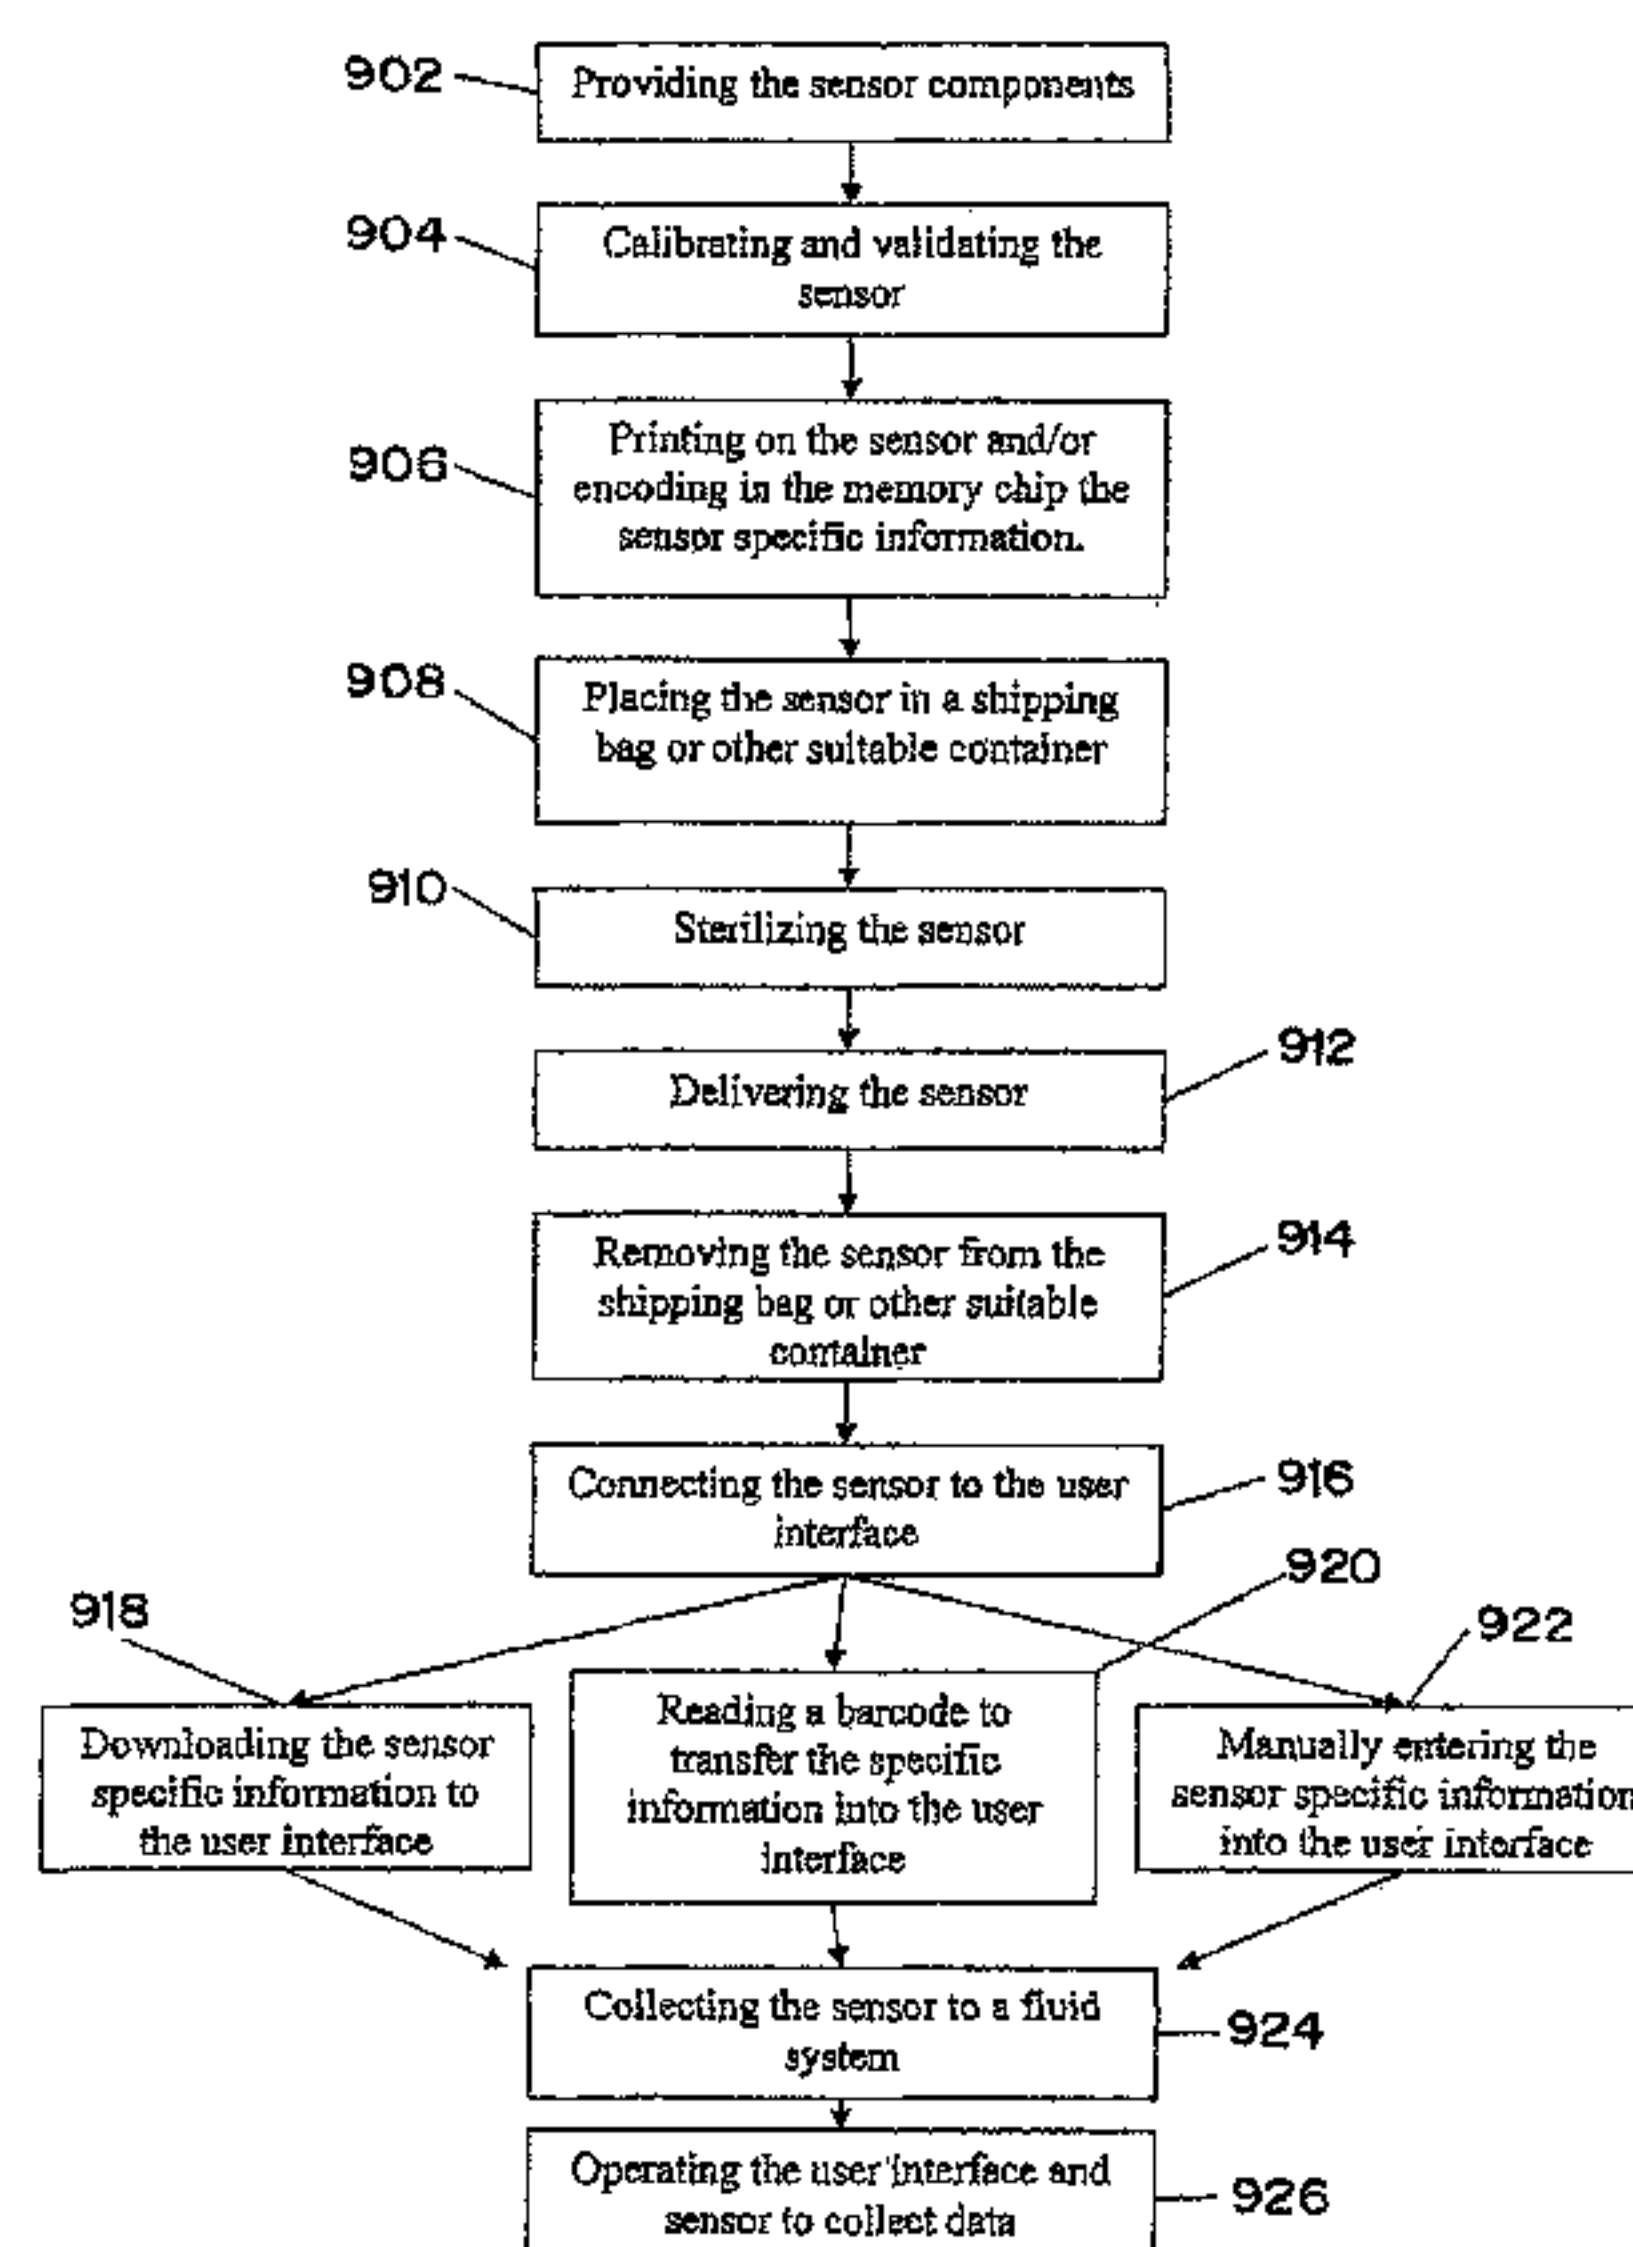 902
Providing the sensor components
904
Calibrating and validating the
sensor
906
Printing on the sensor and/or
encoding in the memory chip the
sensor specific information.
908
Placing the sensor in a shipping
bag or other suitable container
910
Sterilizing the sensor
912
Delivering the sensor
914
Removing the sensor from the
shipping bag or other suitable
container
916
Connecting the sensor to the user
interface
918
Downloading the sensor
specific information to
the user interface
920
Reading a barcode to
transfer the specific
information into the user
interface
922
Manually entering the
sensor specific information
into the user interface
924
Collecting the sensor to a fluid
system
926
Operating the user interface and
sensor to collect data